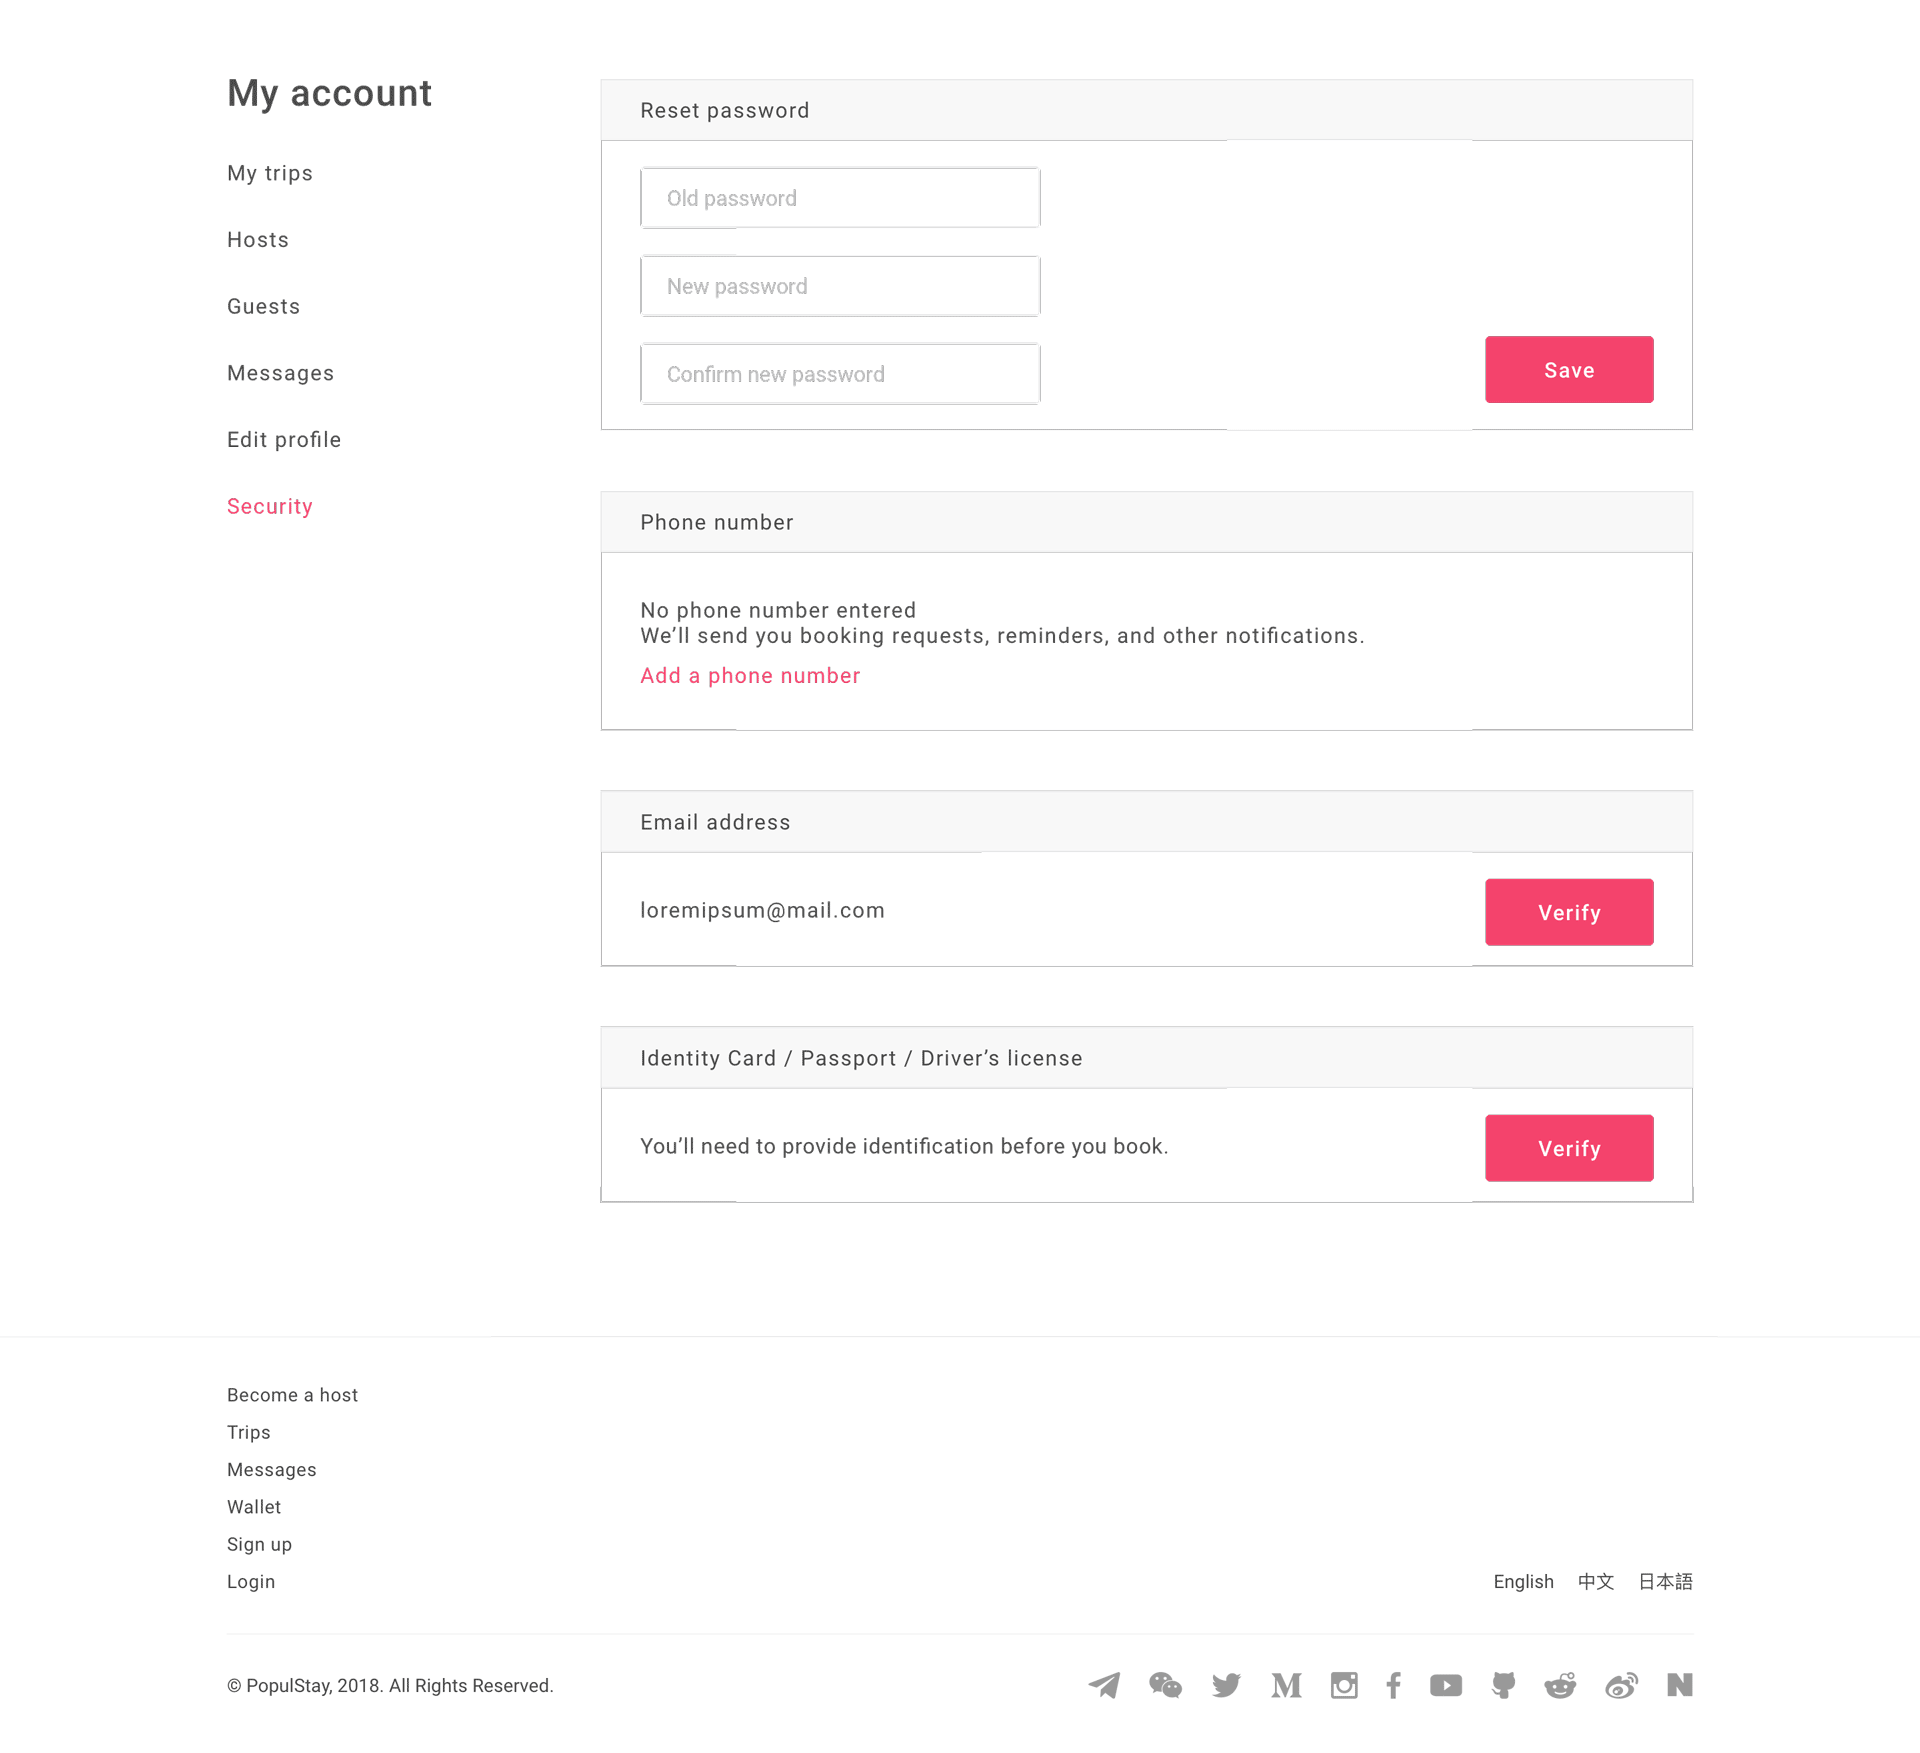 My account
My trips
Hosts
Guests
Messages
Edit profile
Security
Reset password
Old password
New password
Confirm new password
Save
Phone number
No phone number entered
We’ll send you booking requests, reminders, and other notifications.
Add a phone number
Email address
loremipsum@mail.com
Verify
Identity Card / Passport / Driver’s license
You’ll need to provide identification before you book.
Verify
Become a host
Trips
Messages
Wallet
Sign up
Login
English 中文 日本語
© PopulStay, 2018. All Rights Reserved.